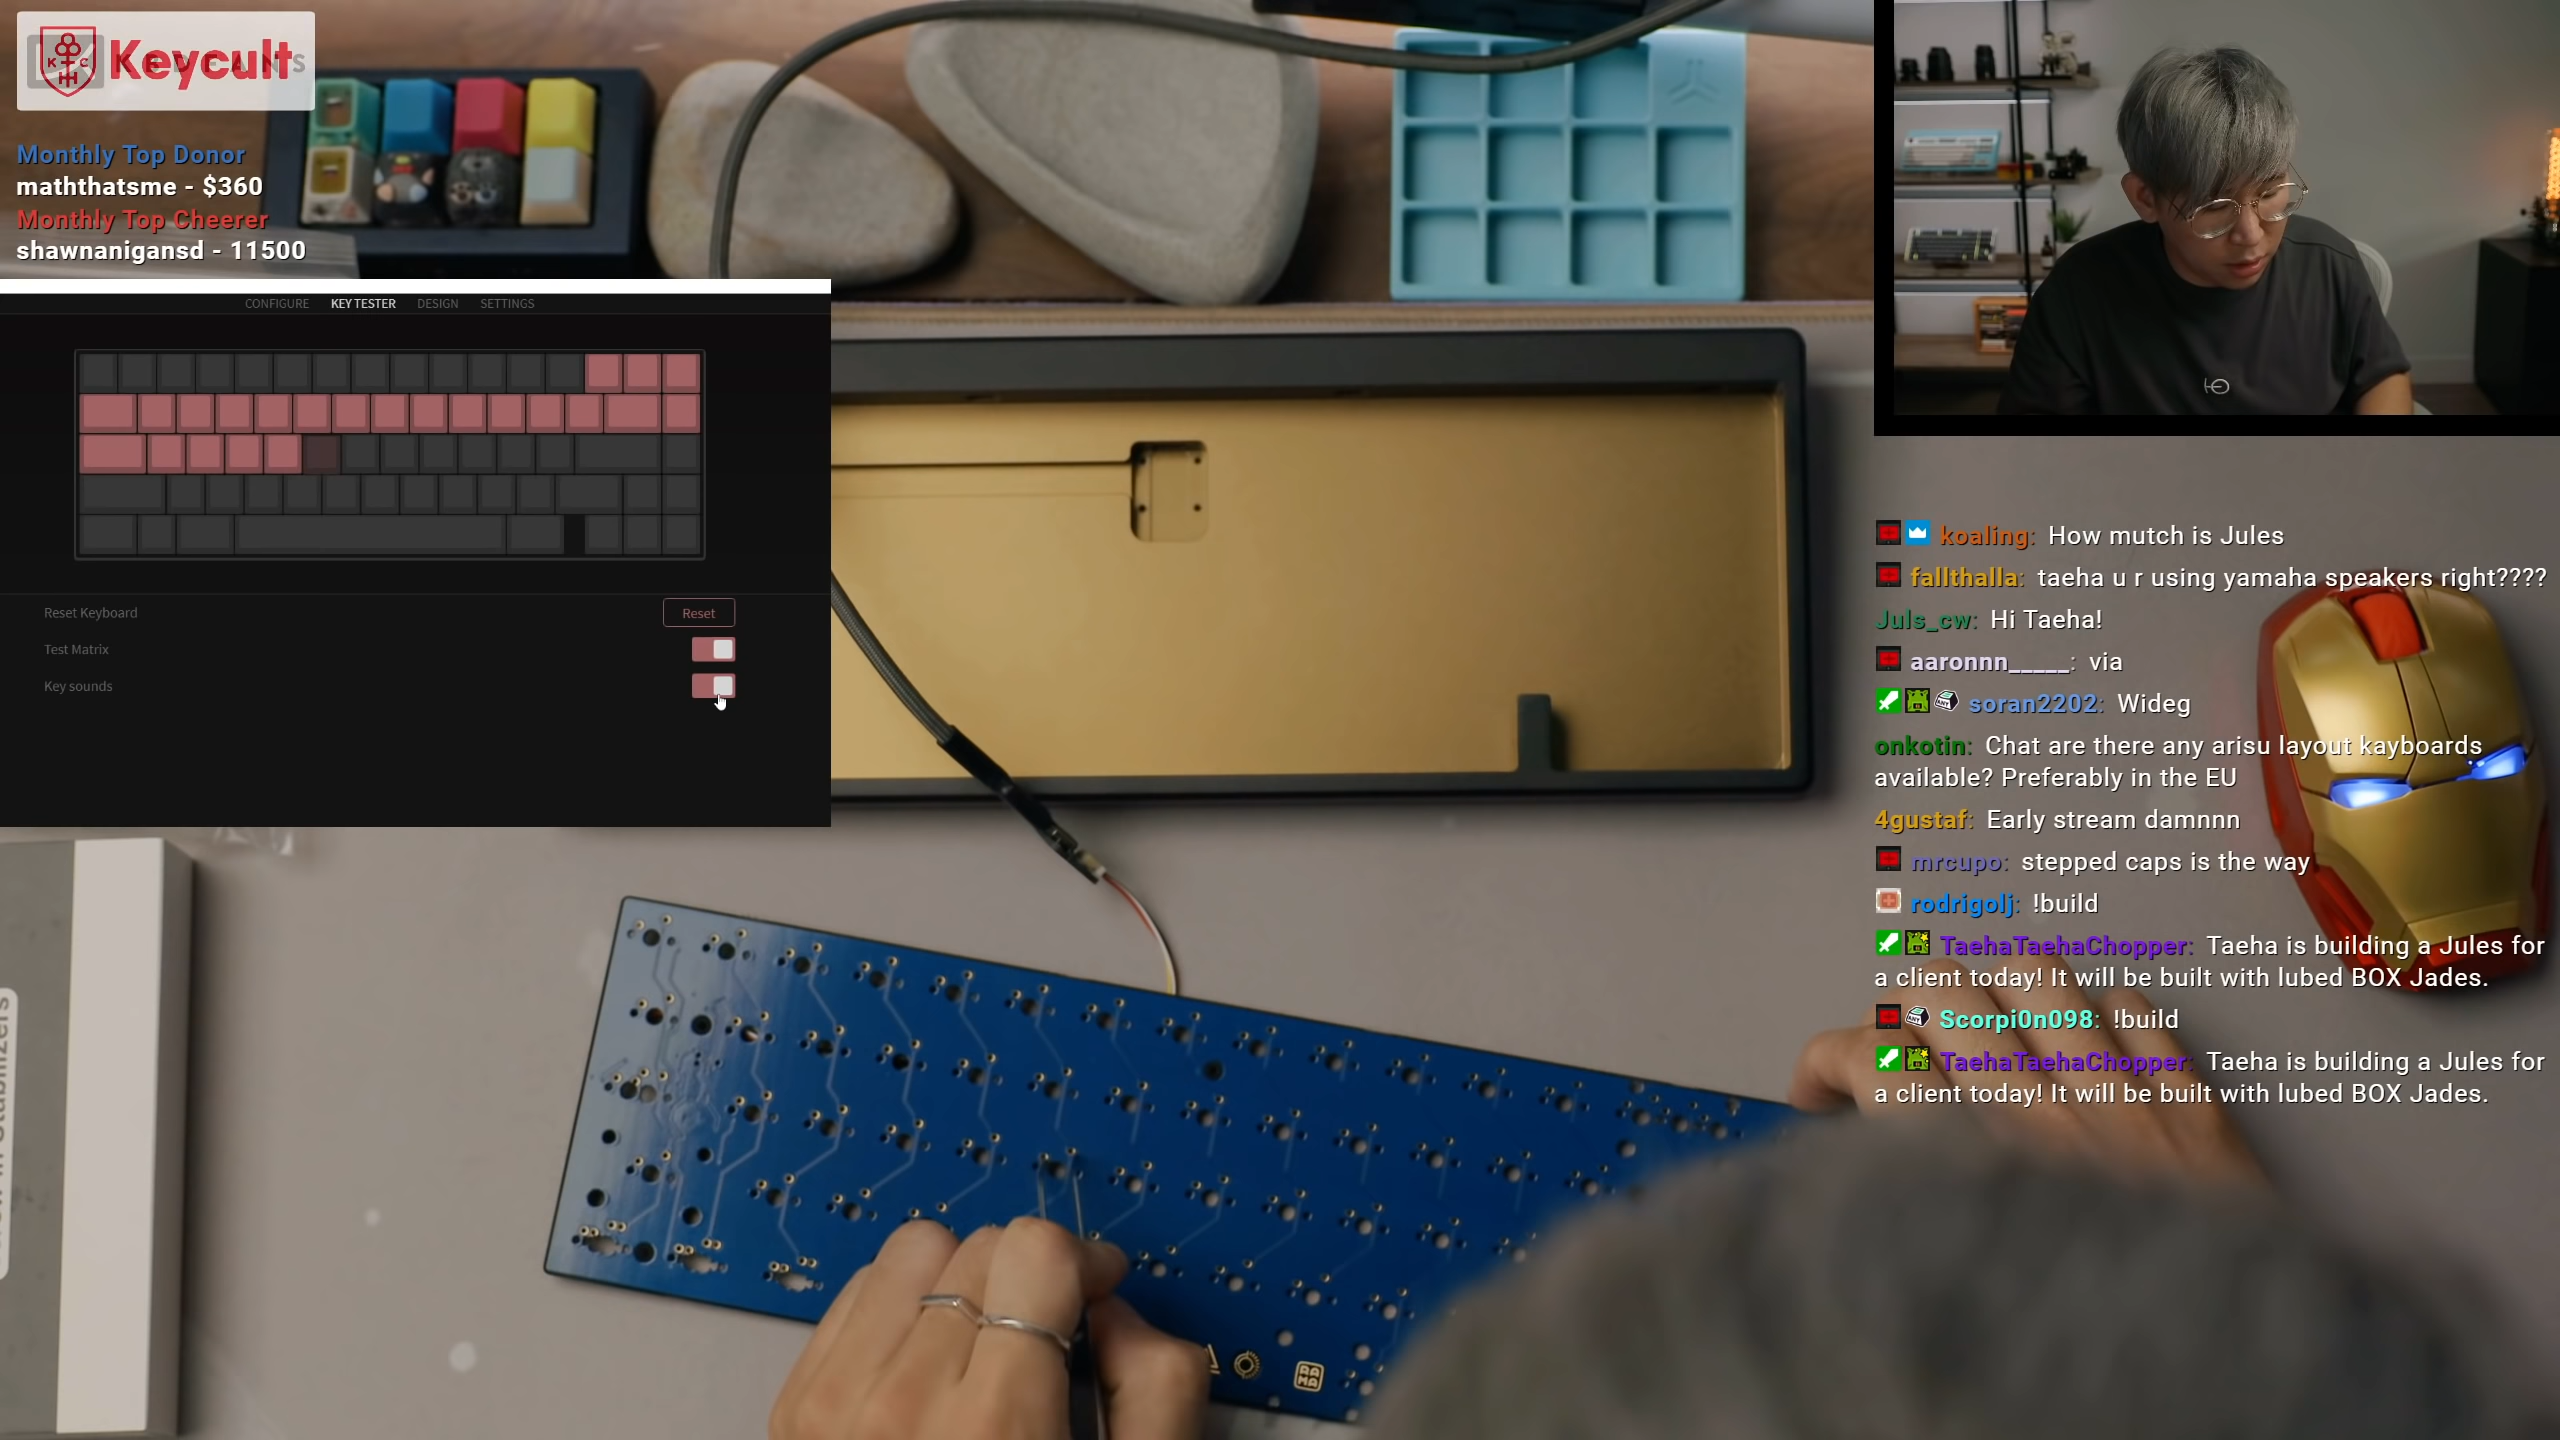 Keycult
Monthly Top Donor
maththatsme - $360
Monthly Top Cheerer
shawnanigansd - 11500
CONFIGURE KEY TESTER DESIGN SETTINGS
Reset Keyboard Reset
Test Matrix
Key sounds
koaling: How mutch is Jules
fallthalla: taeha u r using yamaha speakers right????
Juls_cw: Hi Taeha!
aaronnn_____: via
soran2202: Wideg
onkotin: Chat are there any arisu layout kayboards
available? Preferably in the EU
4gustaf: Early stream damnnn
mrcupo: stepped caps is the way
rodrigolj: !build
TaehaTaehaChopper: Taeha is building a Jules for
a client today! It will be built with lubed BOX Jades.
Scorpi0n098: !build
TaehaTaehaChopper: Taeha is building a Jules for
a client today! It will be built with lubed BOX Jades.
Stabilizers
RAMA